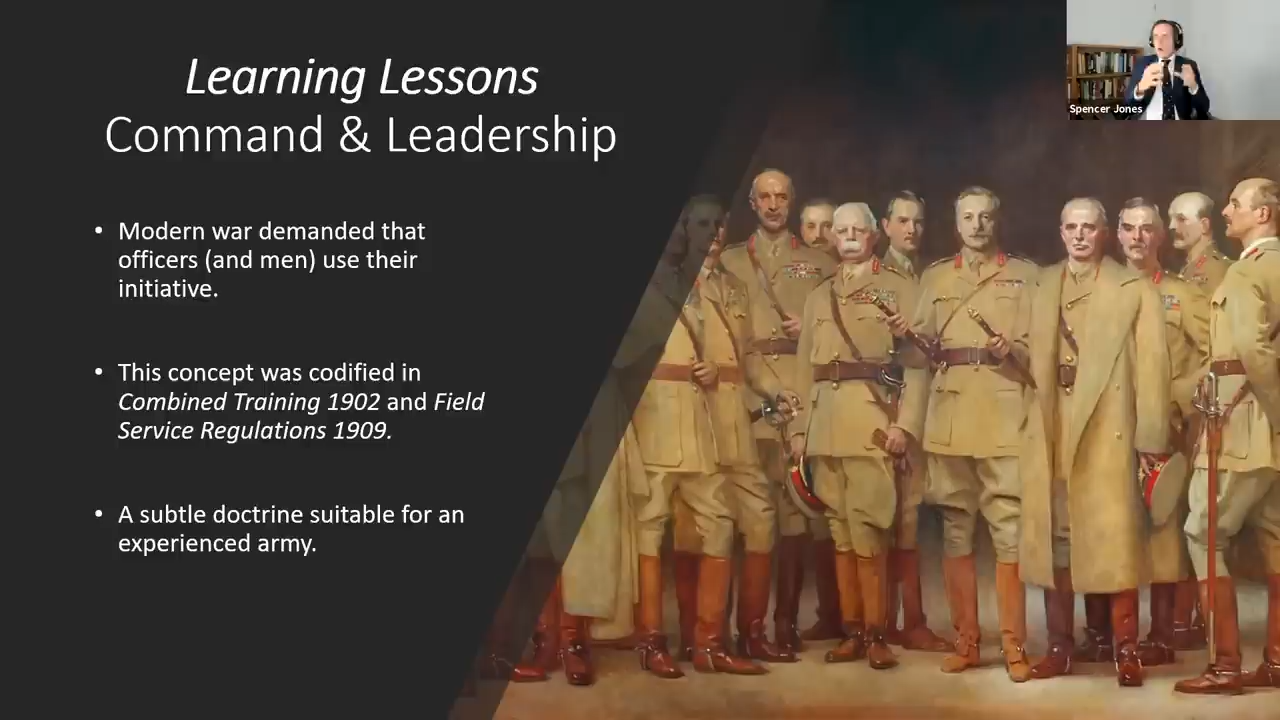 Learning Lessons
Command & Leadership
Spencer Jones
• Modern war demanded that
officers (and men) use their
initiative.
• This concept was codified in
Combined Training 1902 and Field
Service Regulations 1909.
• A subtle doctrine suitable for an
experienced army.